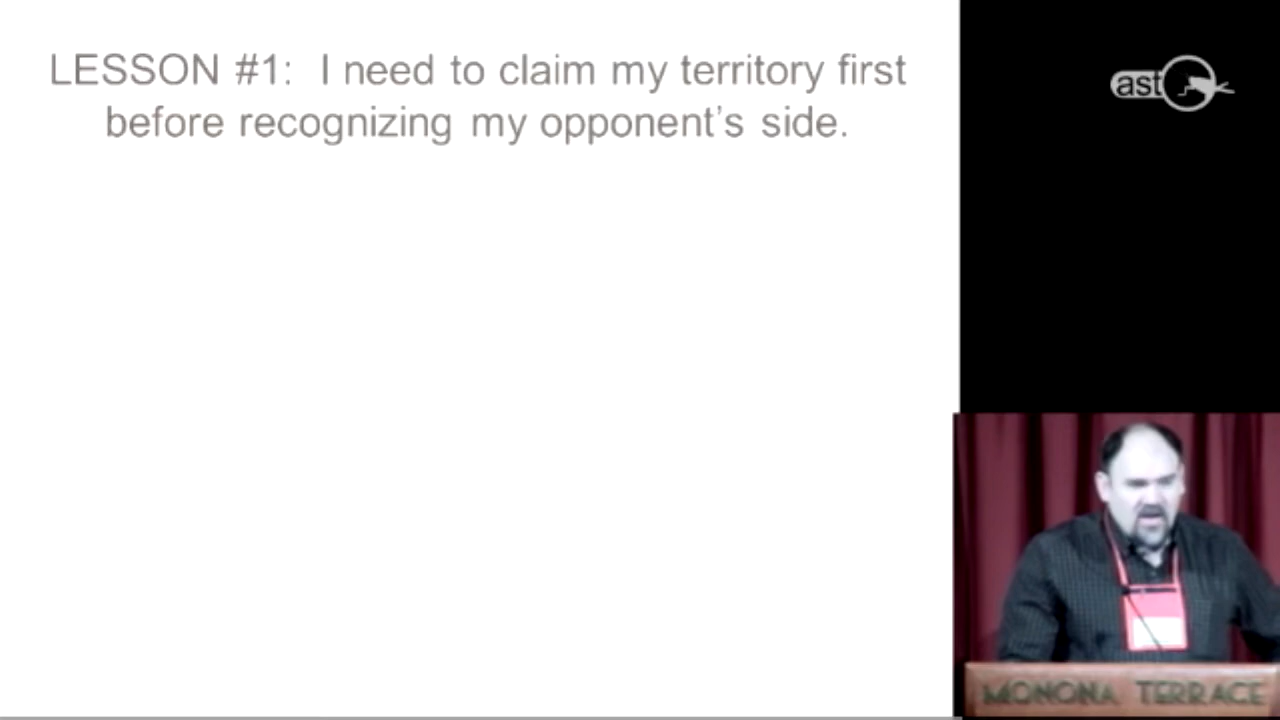 LESSON #1: I need to claim my territory first
before recognizing my opponent's side.
ast
MONONA TERRACE